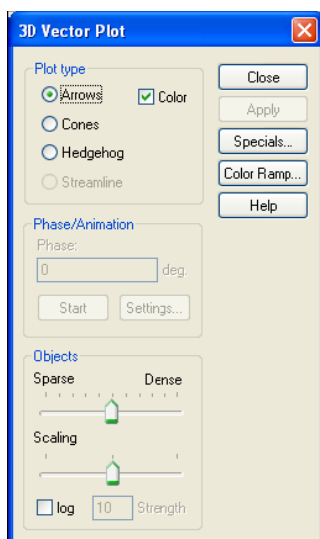 3D Vector Plot
Plot type
Arrows
Color
Cones
Hedgehog
Streamline
Close
Apply
Specials...
Color Ramp...
Help
Phase/Animation
Phase:
0 deg.
Start Settings...
Objects
Sparse Dense
Scaling
log 10 Strength